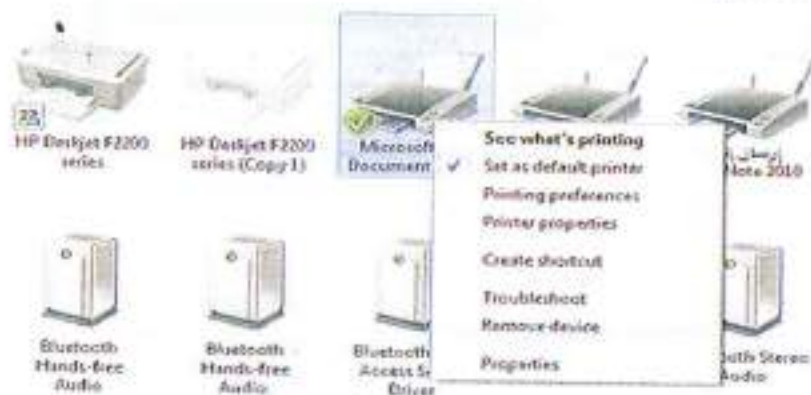 HP Deskjet F2200
series
HP Deskjet F2200
series (Copy 1)
Microsoft
Document
إرسال إ
Note 2010
See what's printing
Set as default printer
Printing preferences
Printer properties
Create shortcut
Troubleshoot
Remove device
Properties
Bluetooth
Hands-free
Audio
Bluetooth
Hands-free
Audio
Bluetooth
Access S
Driver
ooth Stereo
Audio